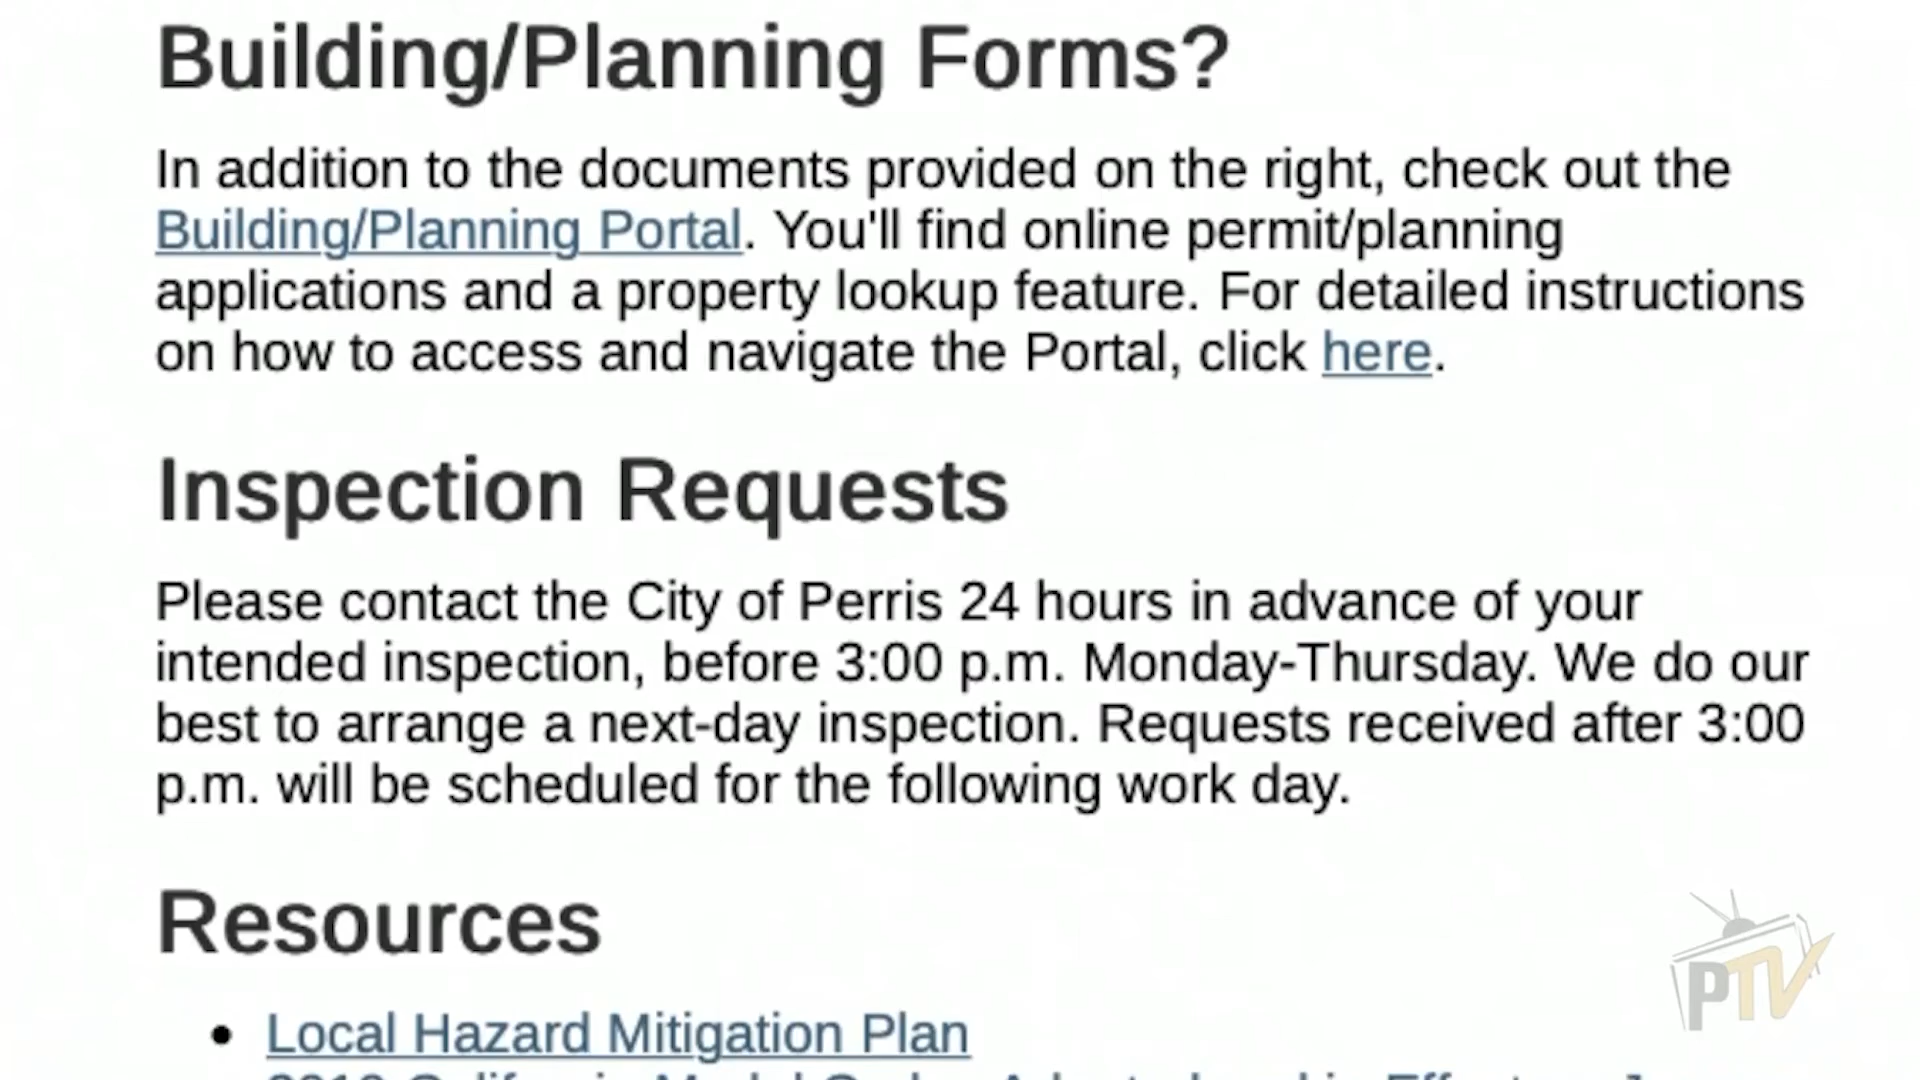 Building/Planning Forms?
In addition to the documents provided on the right, check out the
Building/Planning Portal. You'll find online permit/planning
applications and a property lookup feature. For detailed instructions
on how to access and navigate the Portal, click here.
Inspection Requests
Please contact the City of Perris 24 hours in advance of your
intended inspection, before 3:00 p.m. Monday-Thursday. We do our
best to arrange a next-day inspection. Requests received after 3:00
p.m. will be scheduled for the following work day.
Resources
PTV
• Local Hazard Mitigation Plan